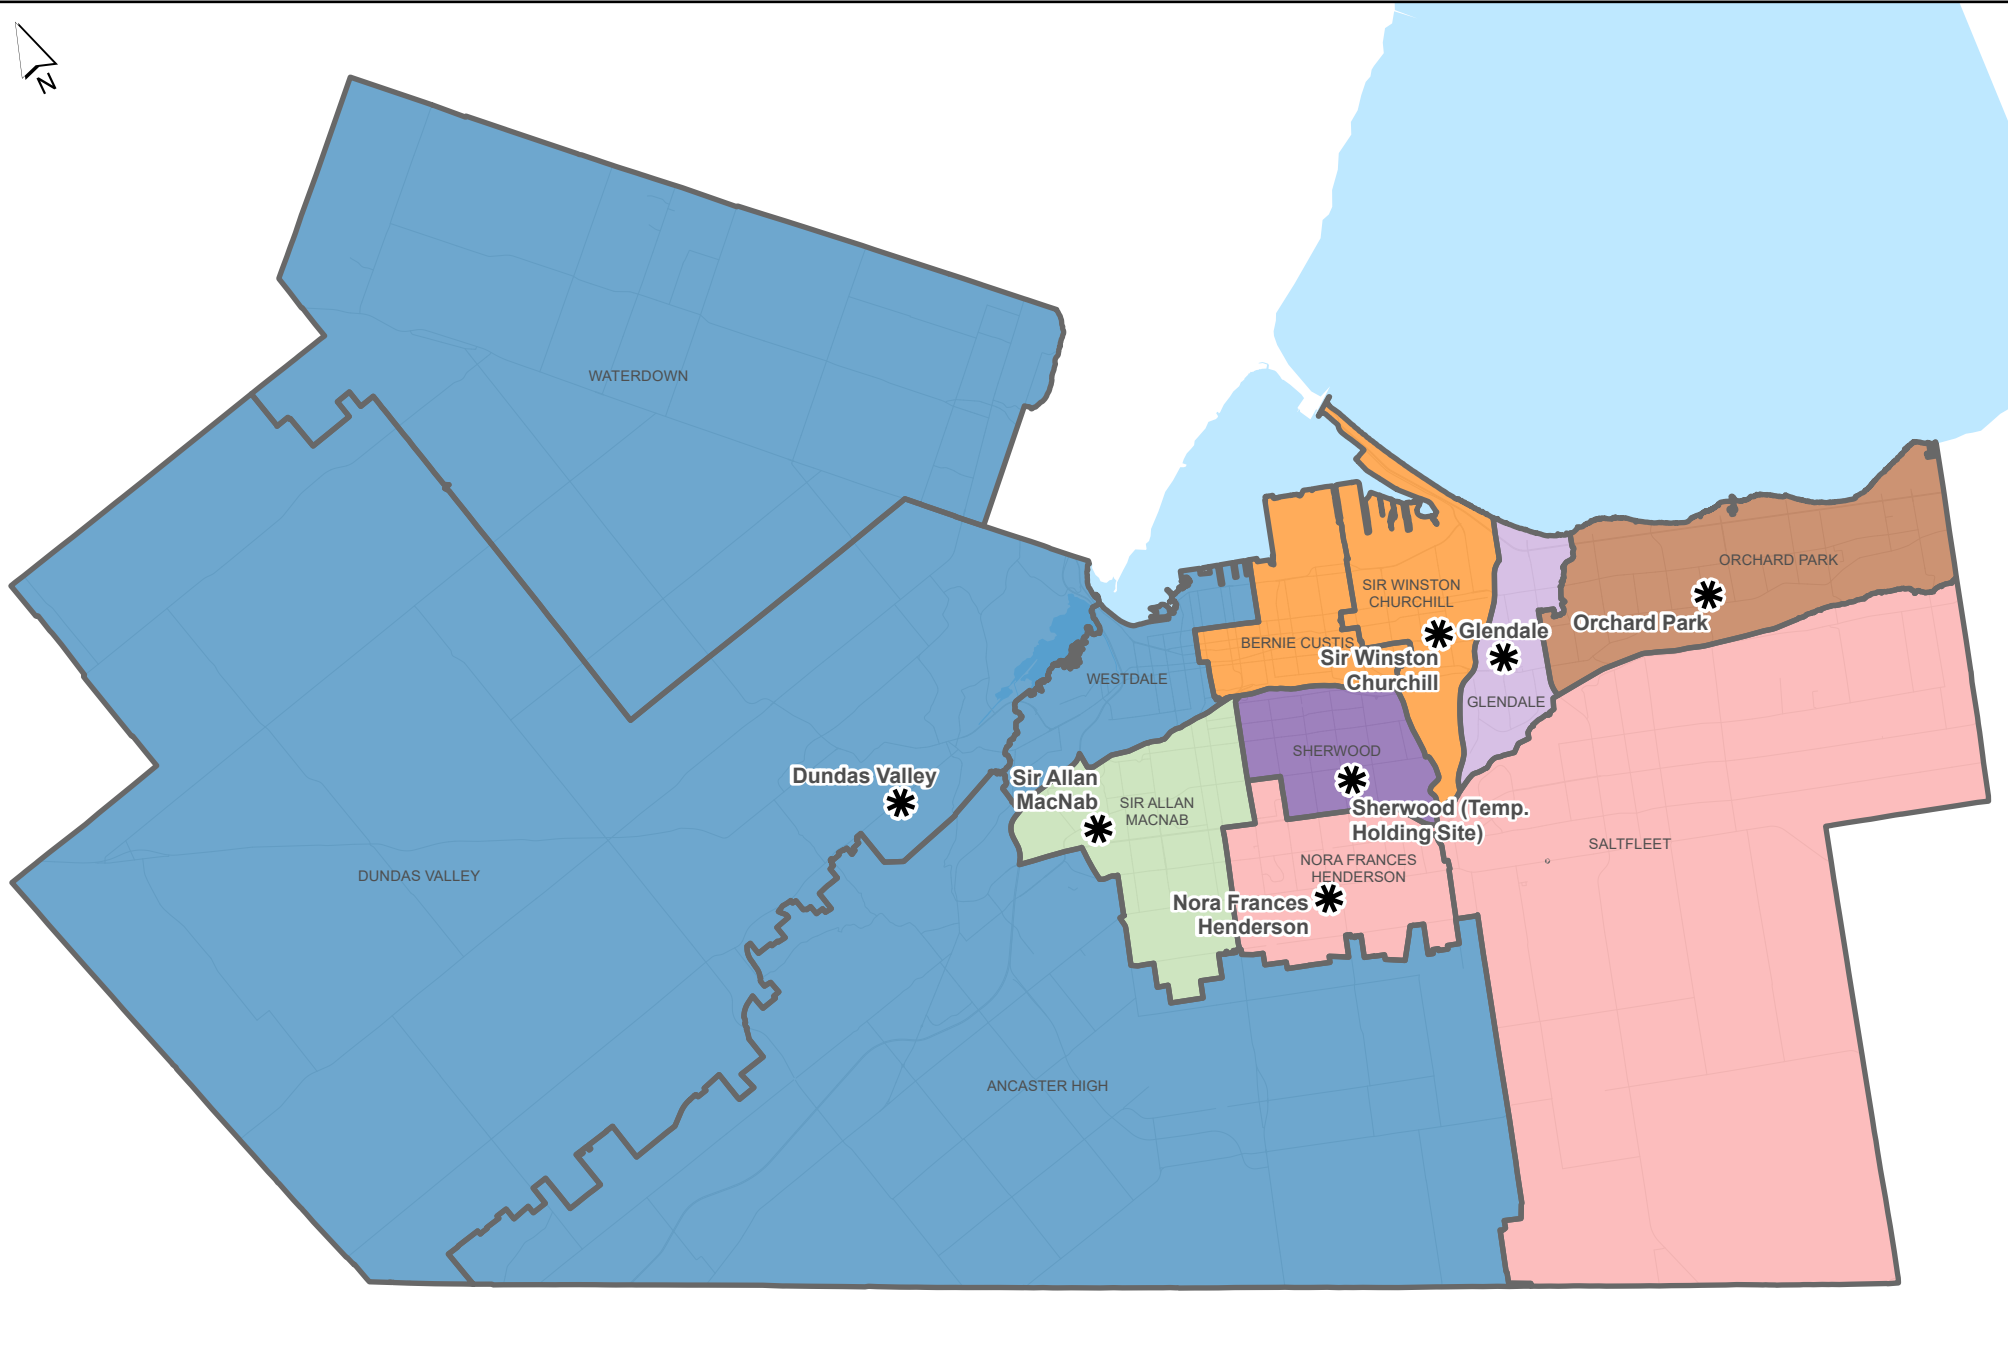 N
WATERDOWN
ORCHARD PARK
SIR WINSTON
CHURCHILL
Orchard Park
Glendale
BERNIE CUSTIS
Sir Winston
Churchill
WESTDALE
GLENDALE
SHERWOOD
Dundas Valley
Sir Allan
MacNab
SIR ALLAN
MACNAB
Sherwood (Temp.
Holding Site)
SALTFLEET
NORA FRANCES
HENDERSON
DUNDAS VALLEY
Nora Frances
Henderson
ANCASTER HIGH